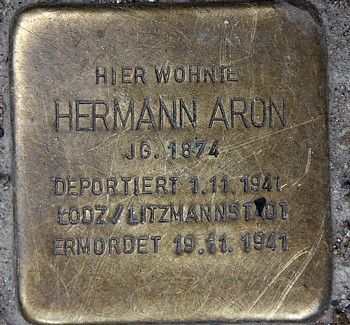 HIER WOHNTE
HERMANN ARON
JG. 1874
DEPORTIERT 1.11.1941
ŁODZ/LITZMANNSTADT
ERMORDET 19.11.1941